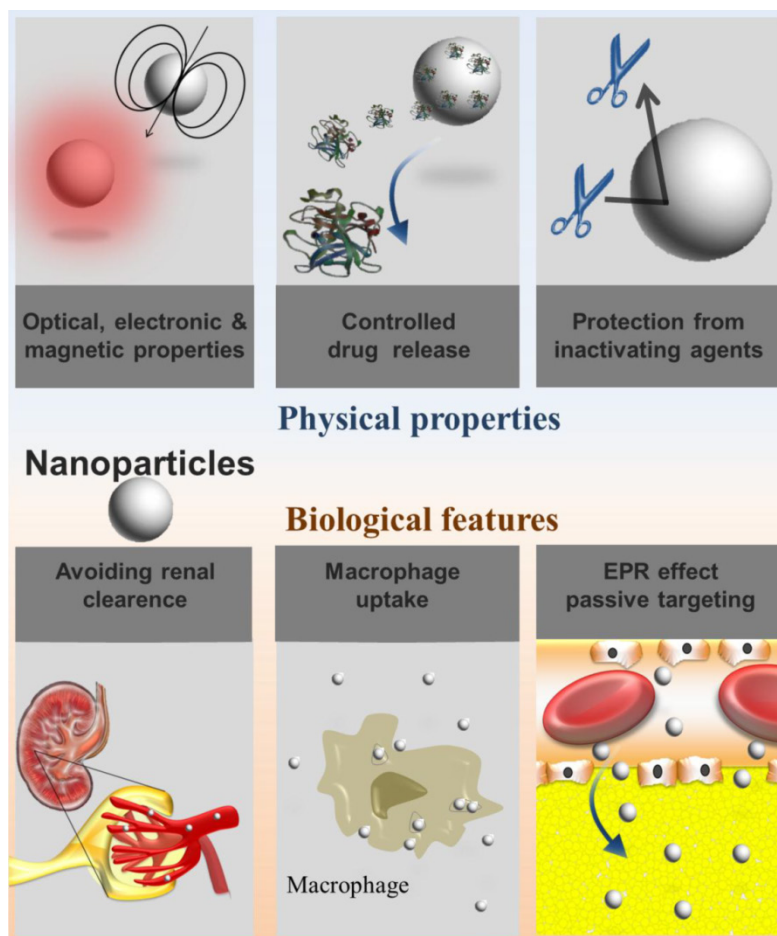 Optical, electronic &
magnetic properties
Controlled
drug release
Protection from
inactivating agents
Physical properties
Nanoparticles
Biological features
Avoiding renal
clearence
Macrophage
uptake
EPR effect
passive targeting
Macrophage